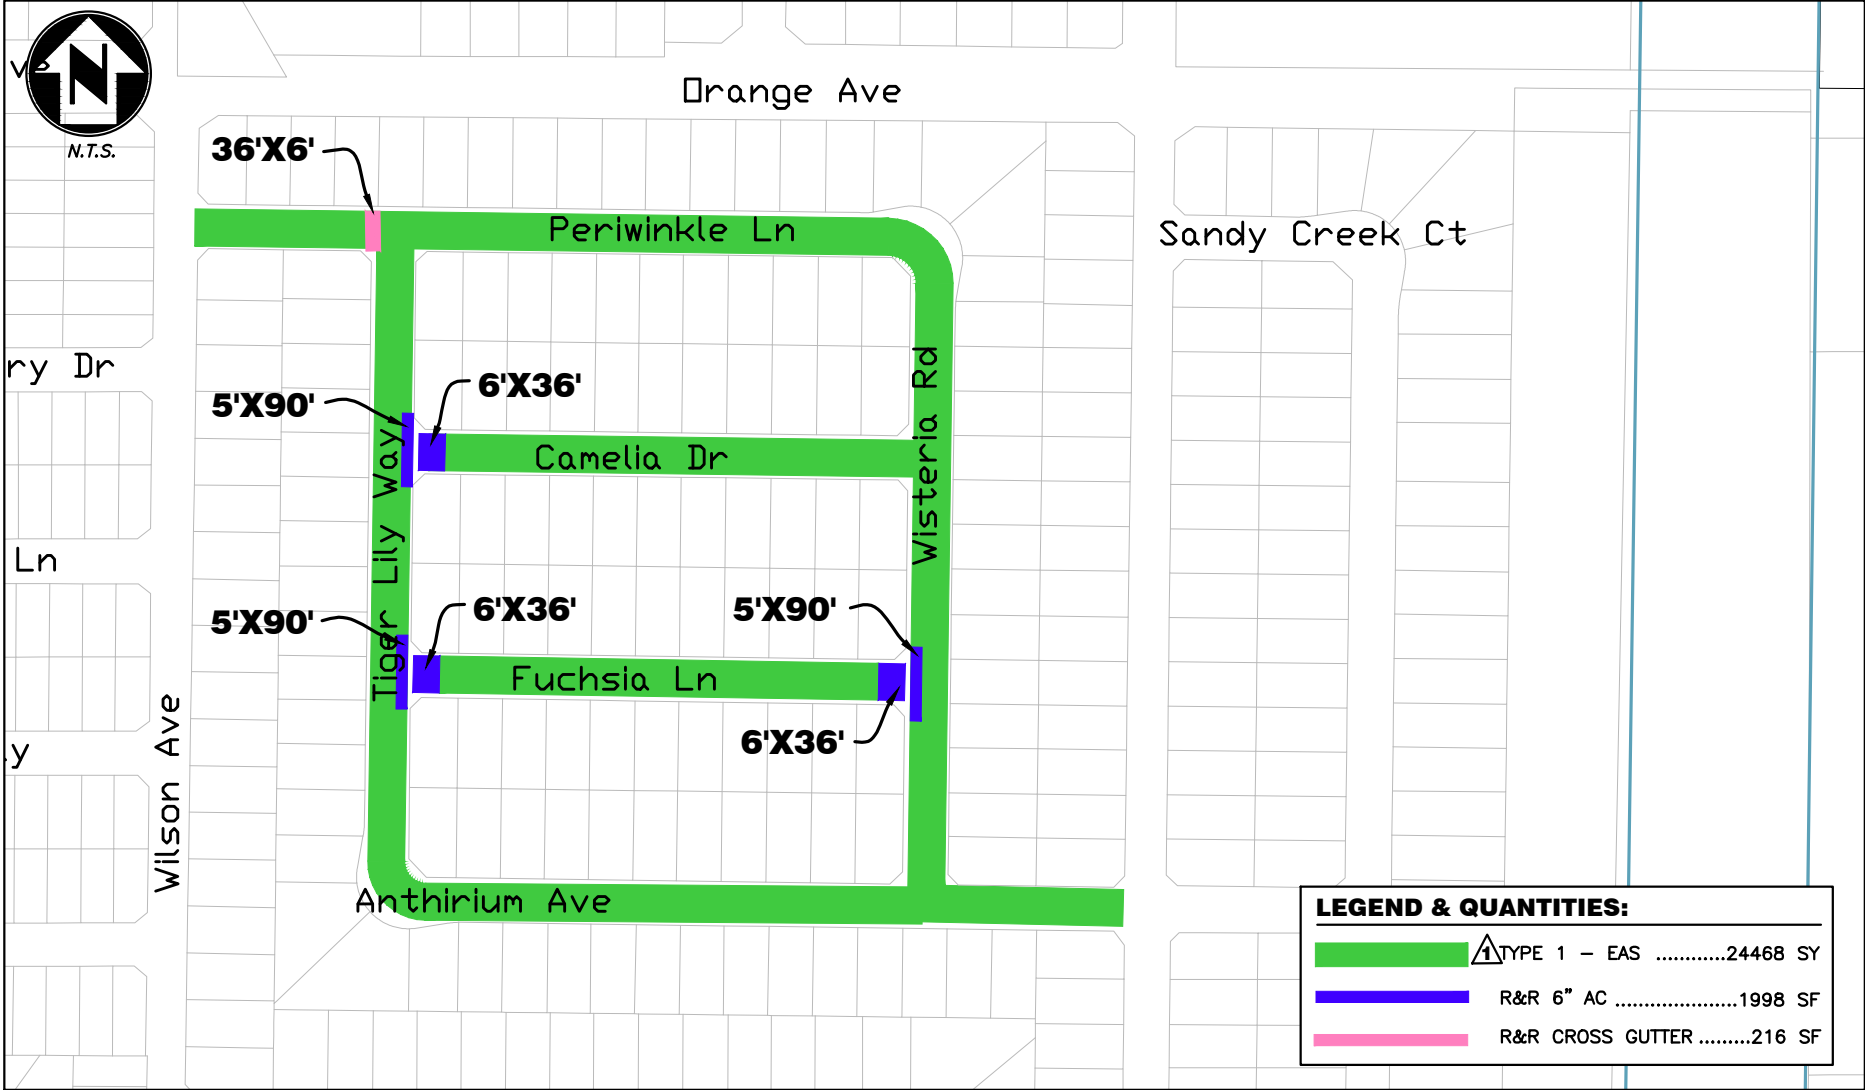 Orange Ave
ve
N
N.T.S.
36'X6'
Periwinkle Ln
Sandy Creek Ct
ry Dr
5'X90'
6'X36'
Wisteria Rd
Camelia Dr
Tiger Lily Way
Ln
5'X90'
6'X36'
5'X90'
Fuchsia Ln
6'X36'
Wilson Ave
y
Anthirium Ave
LEGEND & QUANTITIES:
1 TYPE 1 - EAS ............24468 SY
R&R 6" AC .....................1998 SF
R&R CROSS GUTTER .........216 SF